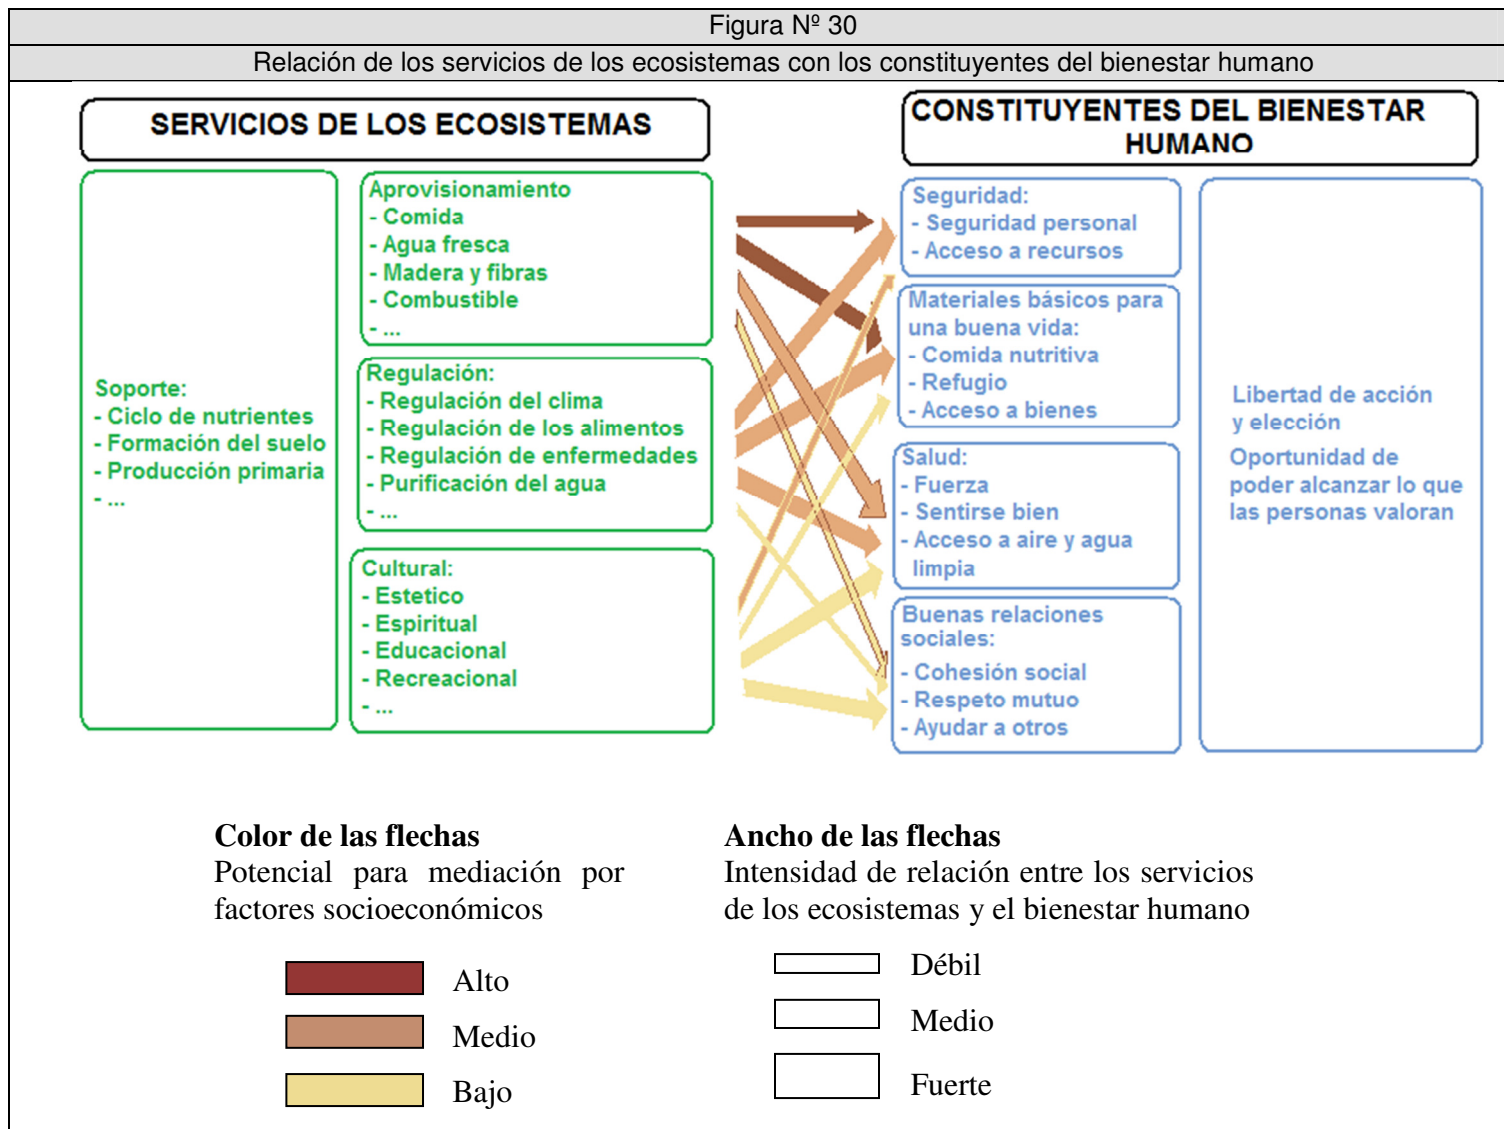 Figura Nº 30
Relación de los servicios de los ecosistemas con los constituyentes del bienestar humano
SERVICIOS DE LOS ECOSISTEMAS
Soporte:
- Ciclo de nutrientes
- Formación del suelo
- Producción primaria
- ...
Aprovisionamiento
- Comida
- Agua fresca
- Madera y fibras
- Combustible
- ...
Regulación:
- Regulación del clima
- Regulación de los alimentos
- Regulación de enfermedades
- Purificación del agua
- ...
Cultural:
- Estetico
- Espiritual
- Educacional
- Recreacional
- ...
CONSTITUYENTES DEL BIENESTAR
HUMANO
Seguridad:
- Seguridad personal
- Acceso a recursos
Materiales básicos para
una buena vida:
- Comida nutritiva
- Refugio
- Acceso a bienes
Salud:
- Fuerza
- Sentirse bien
- Acceso a aire y agua
limpia
Buenas relaciones
sociales:
- Cohesión social
- Respeto mutuo
- Ayudar a otros
Libertad de acción
y elección
Oportunidad de
poder alcanzar lo que
las personas valoran
Color de las flechas
Potencial para mediación por
factores socioeconómicos
Alto
Medio
Bajo
Ancho de las flechas
Intensidad de relación entre los servicios
de los ecosistemas y el bienestar humano
Débil
Medio
Fuerte